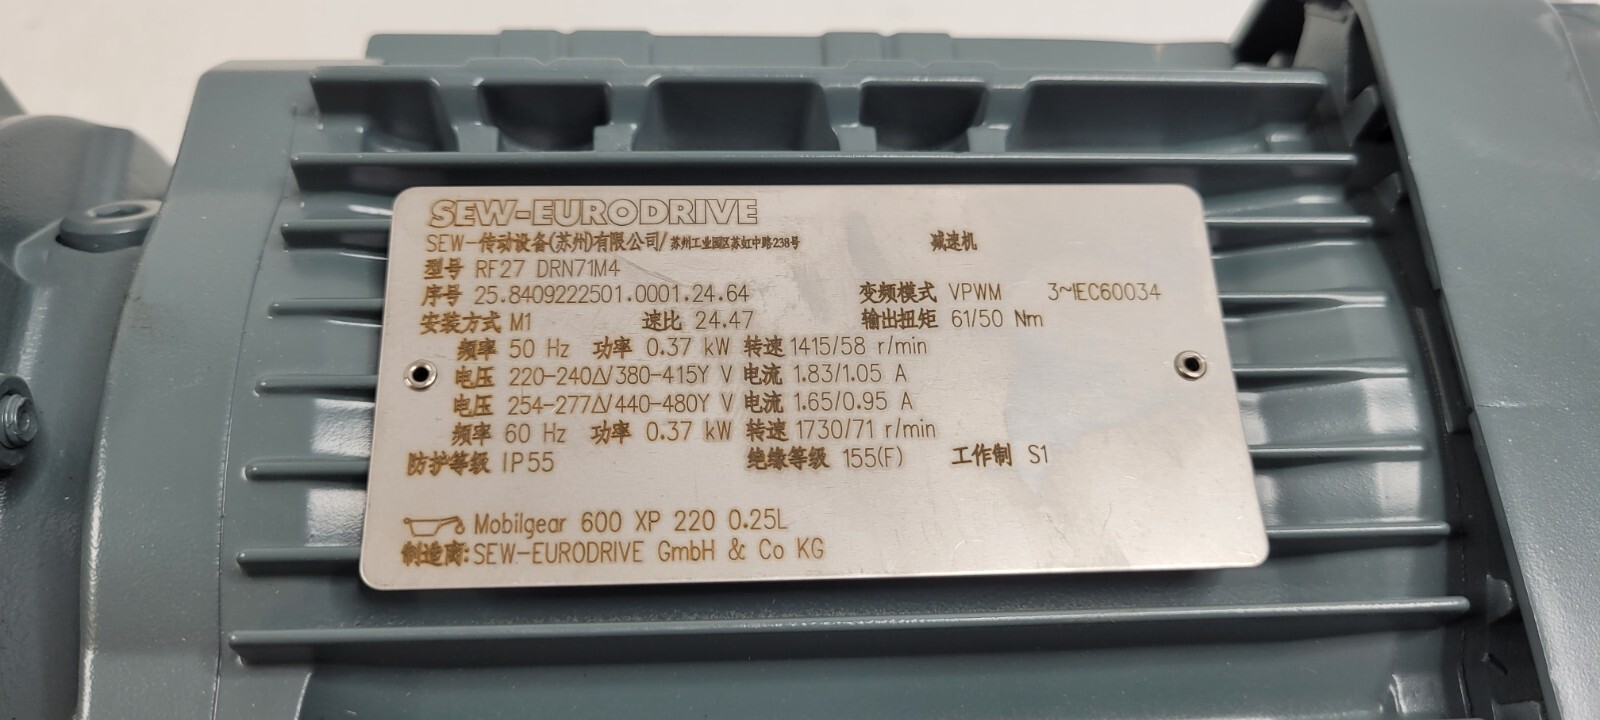 SEW-EURODRIVE
SEW-传动设备(苏州)有限公司/苏州工业园区苏虹中路238号 减速机
型号 RF27 DRN71M4
序号 25.8409222501.0001.24.64 变频模式 VPWM 3~IEC60034
安装方式 M1 速比 24.47 输出扭矩 61/50 Nm
频率 50 Hz 功率 0.37 kW 转速 1415/58 r/min
电压 220-240Δ/380-415Y V 电流 1.83/1.05 A
电压 254-277Δ/440-480Y V 电流 1.65/0.95 A
频率 60 Hz 功率 0.37 kW 转速 1730/71 r/min
防护等级 IP55 绝缘等级 155(F) 工作制 S1
Mobilgear 600 XP 220 0.25L
制造商:SEW-EURODRIVE GmbH & Co KG